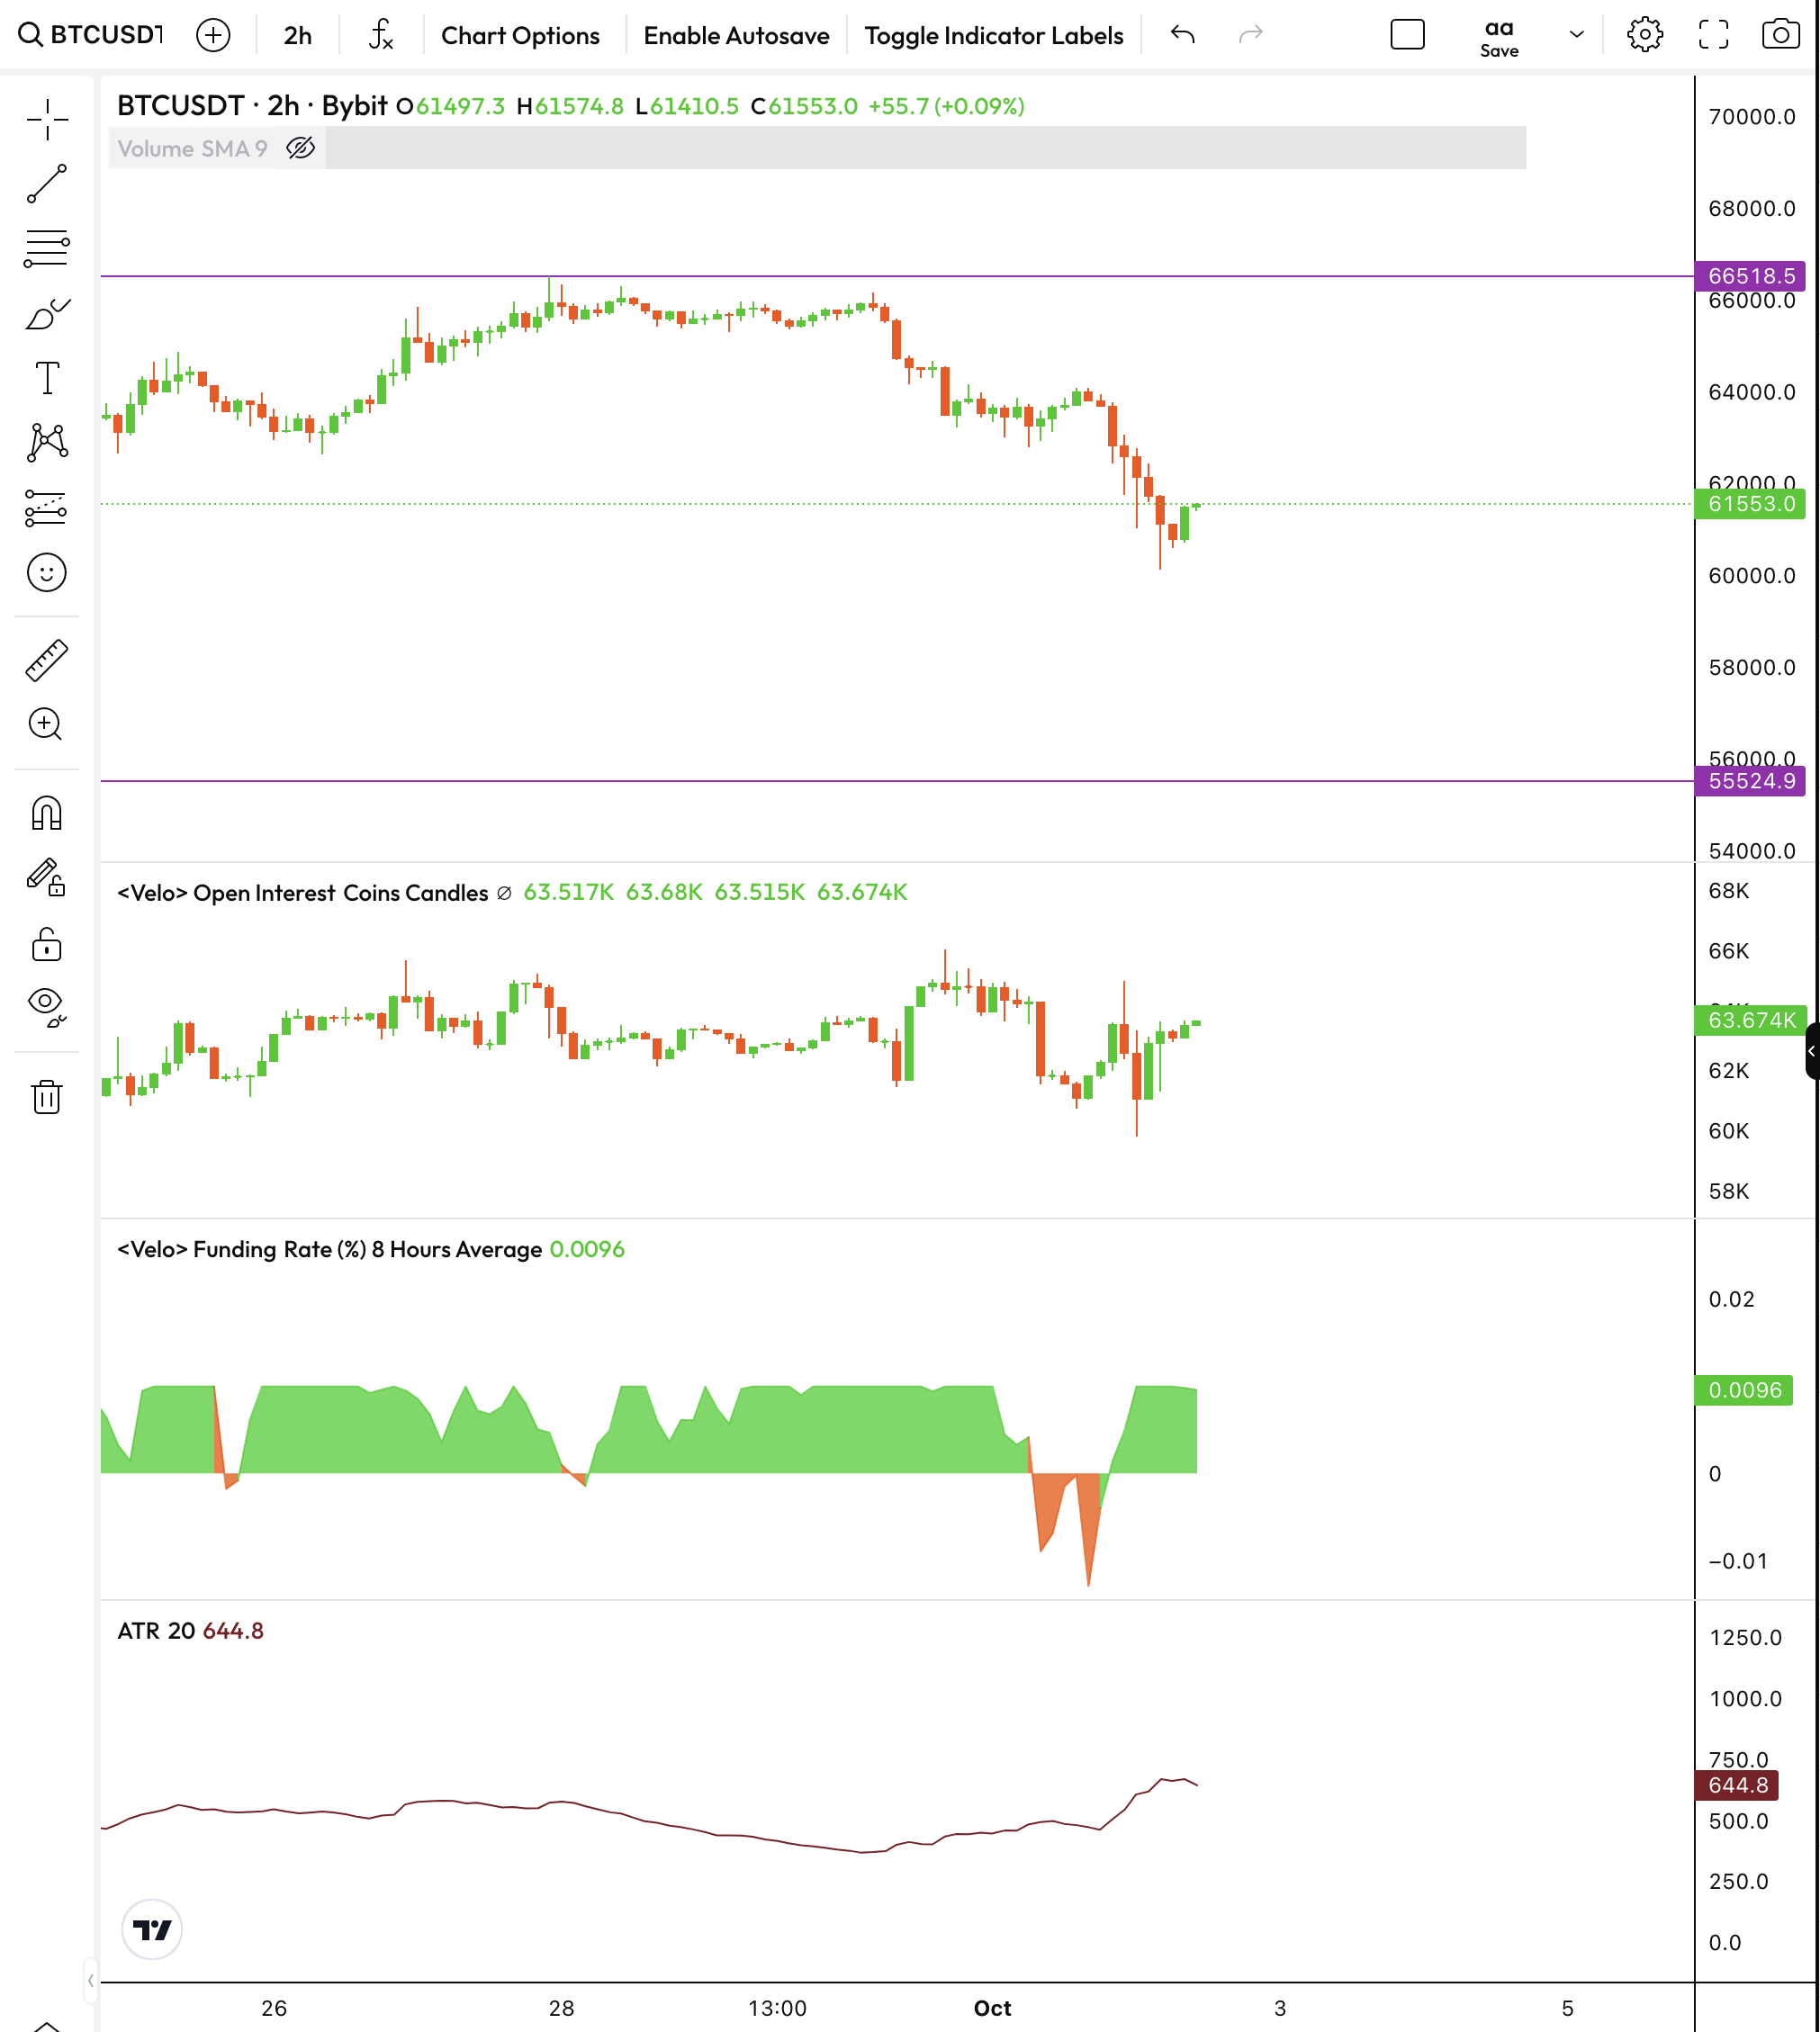 BTCUSDT
2h
fx
Chart Options
Enable Autosave
Toggle Indicator Labels
aa
Save
BTCUSDT · 2h · Bybit O61497.3 H61574.8 L61410.5 C61553.0 +55.7 (+0.09%)
Volume SMA 9
70000.0
68000.0
66518.5
66000.0
64000.0
62000.0
61553.0
60000.0
58000.0
56000.0
55524.9
54000.0
<Velo> Open Interest Coins Candles ∅ 63.517K 63.68K 63.515K 63.674K
68K
66K
63.674K
62K
60K
58K
<Velo> Funding Rate (%) 8 Hours Average 0.0096
0.02
0.0096
0
−0.01
ATR 20 644.8
1250.0
1000.0
750.0
644.8
500.0
250.0
0.0
26 28 13:00 Oct 3 5